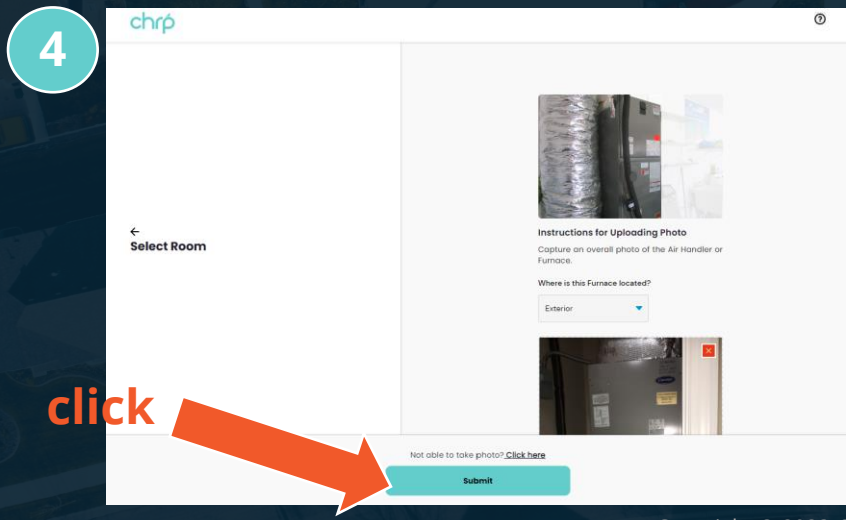 4
chrp
←
Select Room
Instructions for Uploading Photo
Capture an overall photo of the Air Handler or
Furnace.
Where is this Furnace located?
Exterior
click
Not able to take photo? Click here
Submit